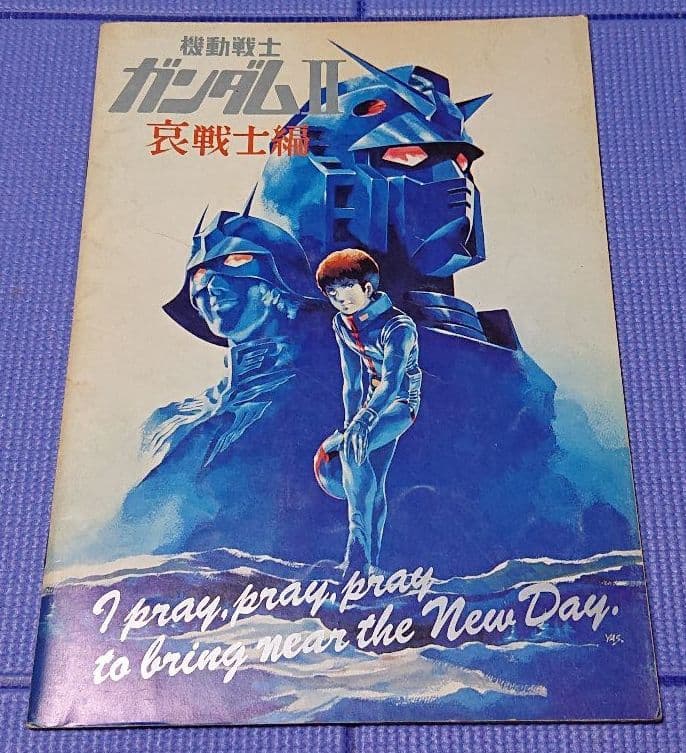 機動戦士
ガンダムII
哀戦士編
I pray, pray, pray
to bring near the New Day.
YAS.